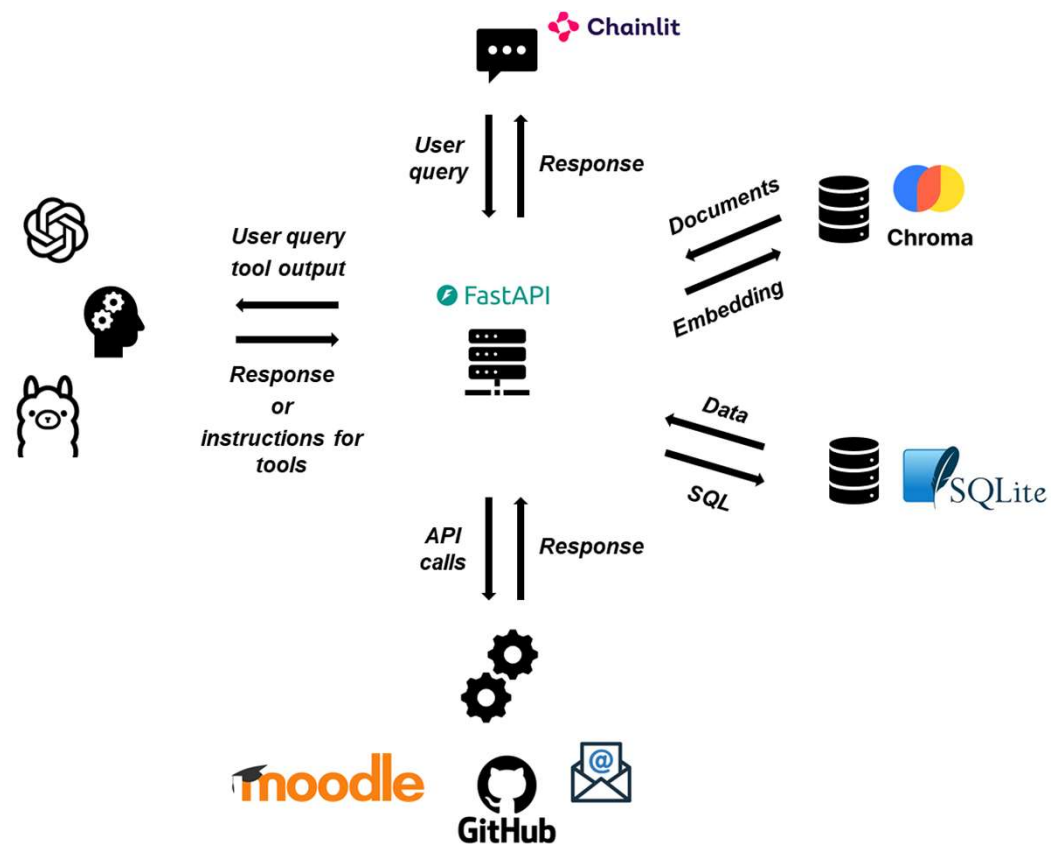 Chainlit
User
query
Response
Documents
Chroma
Embedding
User query
tool output
FastAPI
Response
or
instructions for
tools
Data
SQL
SQLite
API
calls
Response
moodle
@
GitHub